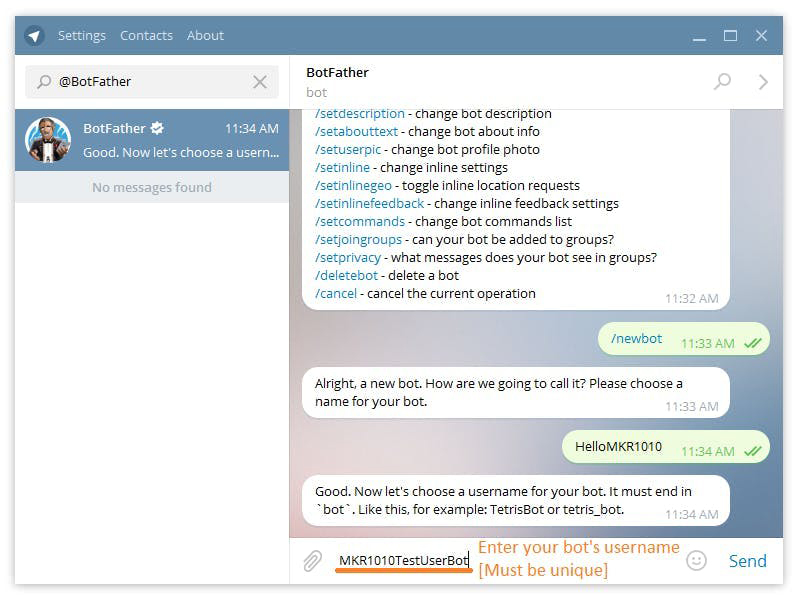 Settings Contacts About
@BotFather
BotFather 11:34 AM
Good. Now let's choose a usern...
No messages found
BotFather
bot
/setdescription - change bot description
/setabouttext - change bot about info
/setuserpic - change bot profile photo
/setinline - change inline settings
/setinlinegeo - toggle inline location requests
/setinlinefeedback - change inline feedback settings
/setcommands - change bot commands list
/setjoingroups - can your bot be added to groups?
/setprivacy - what messages does your bot see in groups?
/deletebot - delete a bot
/cancel - cancel the current operation
11:32 AM
/newbot 11:33 AM
Alright, a new bot. How are we going to call it? Please choose a
name for your bot.
11:33 AM
HelloMKR1010 11:34 AM
Good. Now let's choose a username for your bot. It must end in
`bot`. Like this, for example: TetrisBot or tetris_bot.
11:34 AM
MKR1010TestUserBot
Enter your bot's username
[Must be unique]
Send